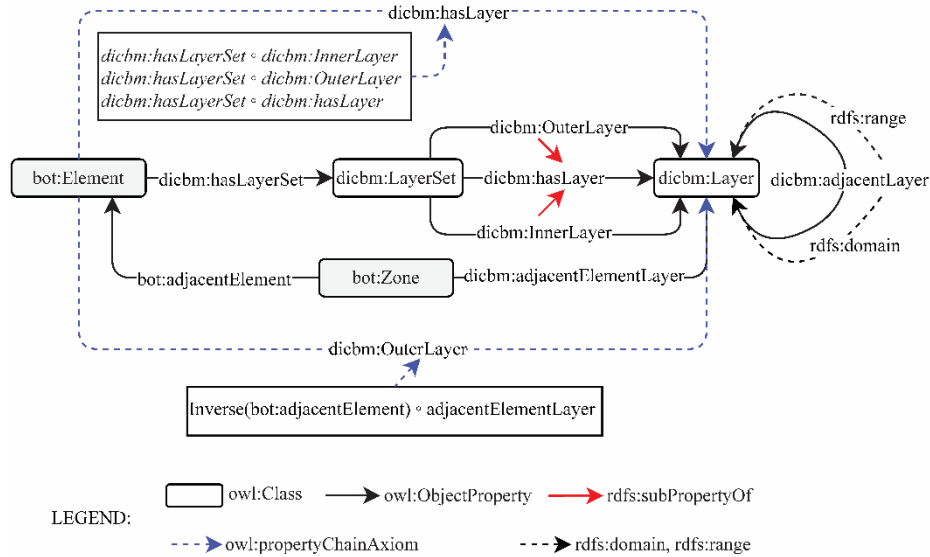 dicbm:hasLayer
dicbm:hasLayerSet ∘ dicbm:InnerLayer
dicbm:hasLayerSet ∘ dicbm:OuterLayer
dicbm:hasLayerSet ∘ dicbm:hasLayer
dicbm:OuterLayer
rdfs:range
bot:Element
dicbm:hasLayerSet
dicbm:LayerSet
dicbm:hasLayer
dicbm:Layer
dicbm:adjacentLayer
dicbm:InnerLayer
rdfs:domain
bot:adjacentElement
bot:Zone
dicbm:adjacentElementLayer
dicbm:OuterLayer
Inverse(bot:adjacentElement) ∘ adjacentElementLayer
LEGEND:
owl:Class
owl:ObjectProperty
rdfs:subPropertyOf
owl:propertyChainAxiom
rdfs:domain, rdfs:range